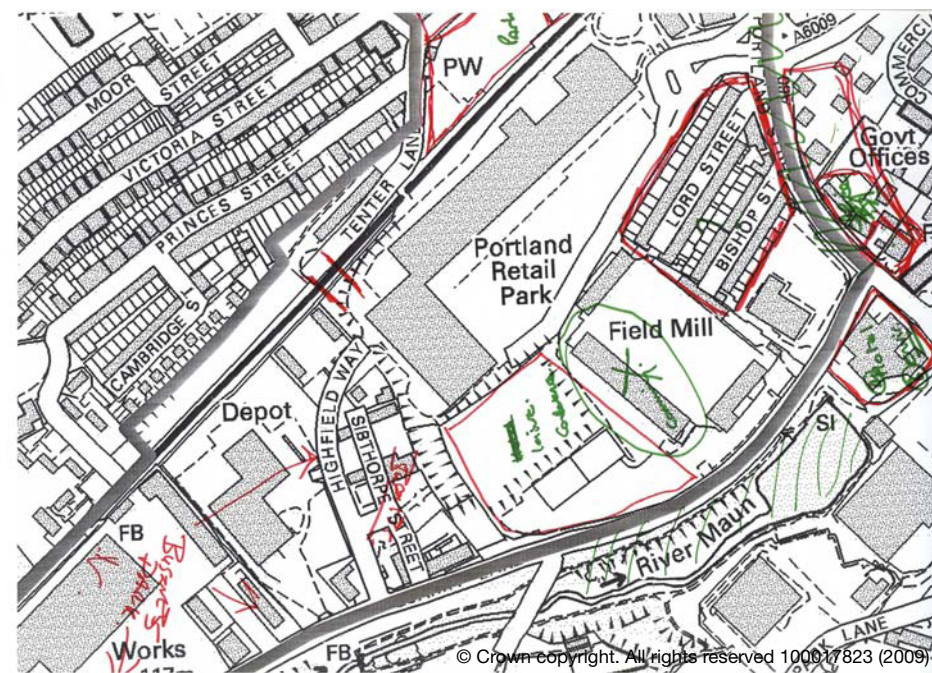 MOOR
STREET
VICTORIA STREET
PRINCES STREET
CAMBRIDGE ST
TENTER
LANE
PW
A6009
COMMERCI
Govt
Offices
LORD STREET
BISHOP ST
Portland
Retail
Park
Field Mill
Depot
HIGHFIELD WAY
SIBTHORPE
STREET
SI
FB
Business
Works
117m
River Maun
FB
K LANE
© Crown copyright. All rights reserved 100017823 (2009)